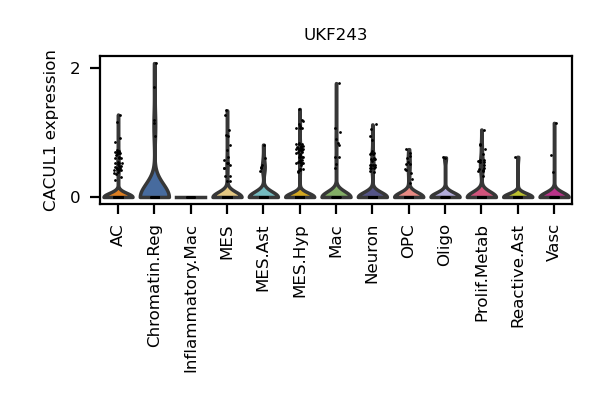 UKF243
CACUL1 expression
2
0
AC
Chromatin.Reg
Inflammatory.Mac
MES
MES.Ast
MES.Hyp
Mac
Neuron
OPC
Oligo
Prolif.Metab
Reactive.Ast
Vasc